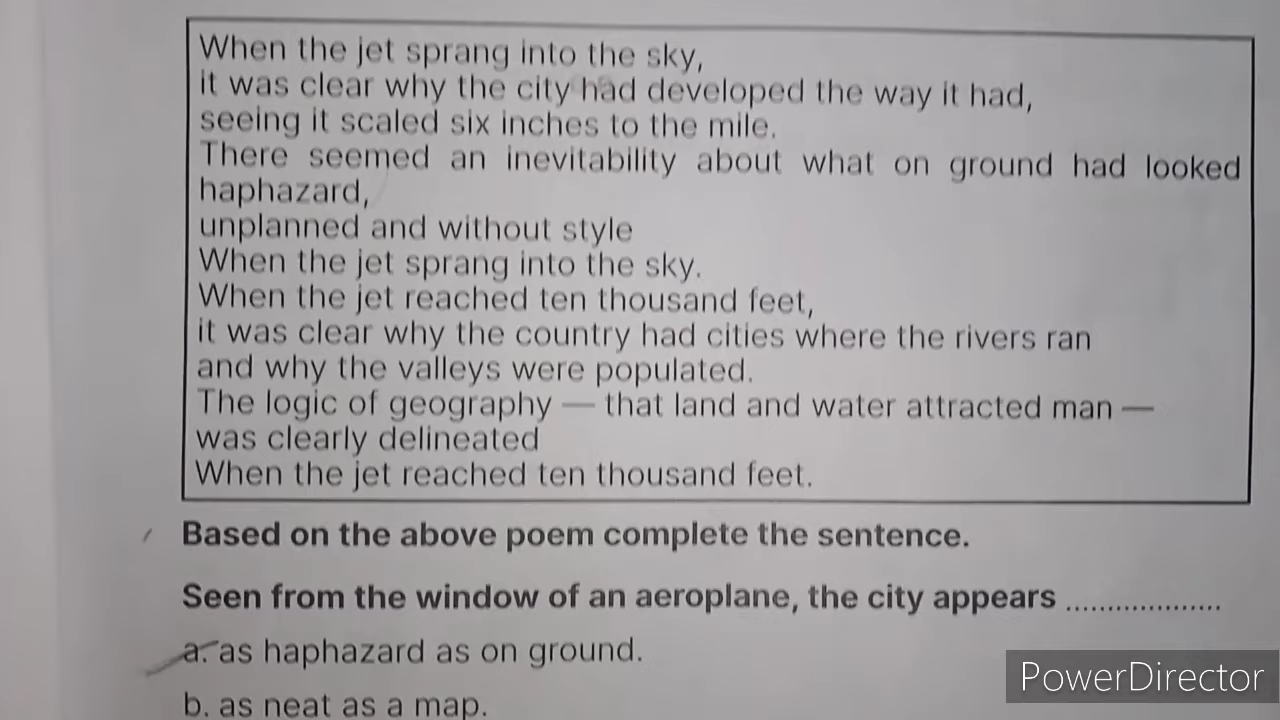 When the jet sprang into the sky,
it was clear why the city had developed the way it had,
seeing it scaled six inches to the mile.
There seemed an inevitability about what on ground had looked
haphazard,
unplanned and without style
When the jet sprang into the sky.
When the jet reached ten thousand feet,
it was clear why the country had cities where the rivers ran
and why the valleys were populated.
The logic of geography — that land and water attracted man —
was clearly delineated
When the jet reached ten thousand feet.
Based on the above poem complete the sentence.
Seen from the window of an aeroplane, the city appears ...................
a. as haphazard as on ground.
b. as neat as a map.
PowerDirector